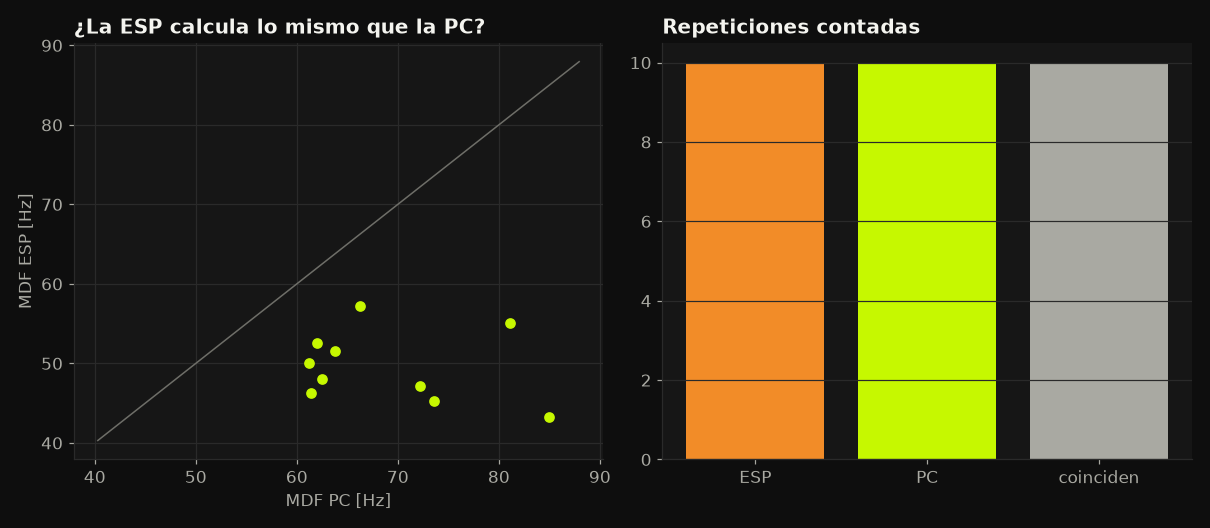 ¿La ESP calcula lo mismo que la PC?
90
80
70
60
50
40
MDF ESP [Hz]
40 50 60 70 80 90
MDF PC [Hz]
Repeticiones contadas
10
8
6
4
2
0
ESP PC coinciden